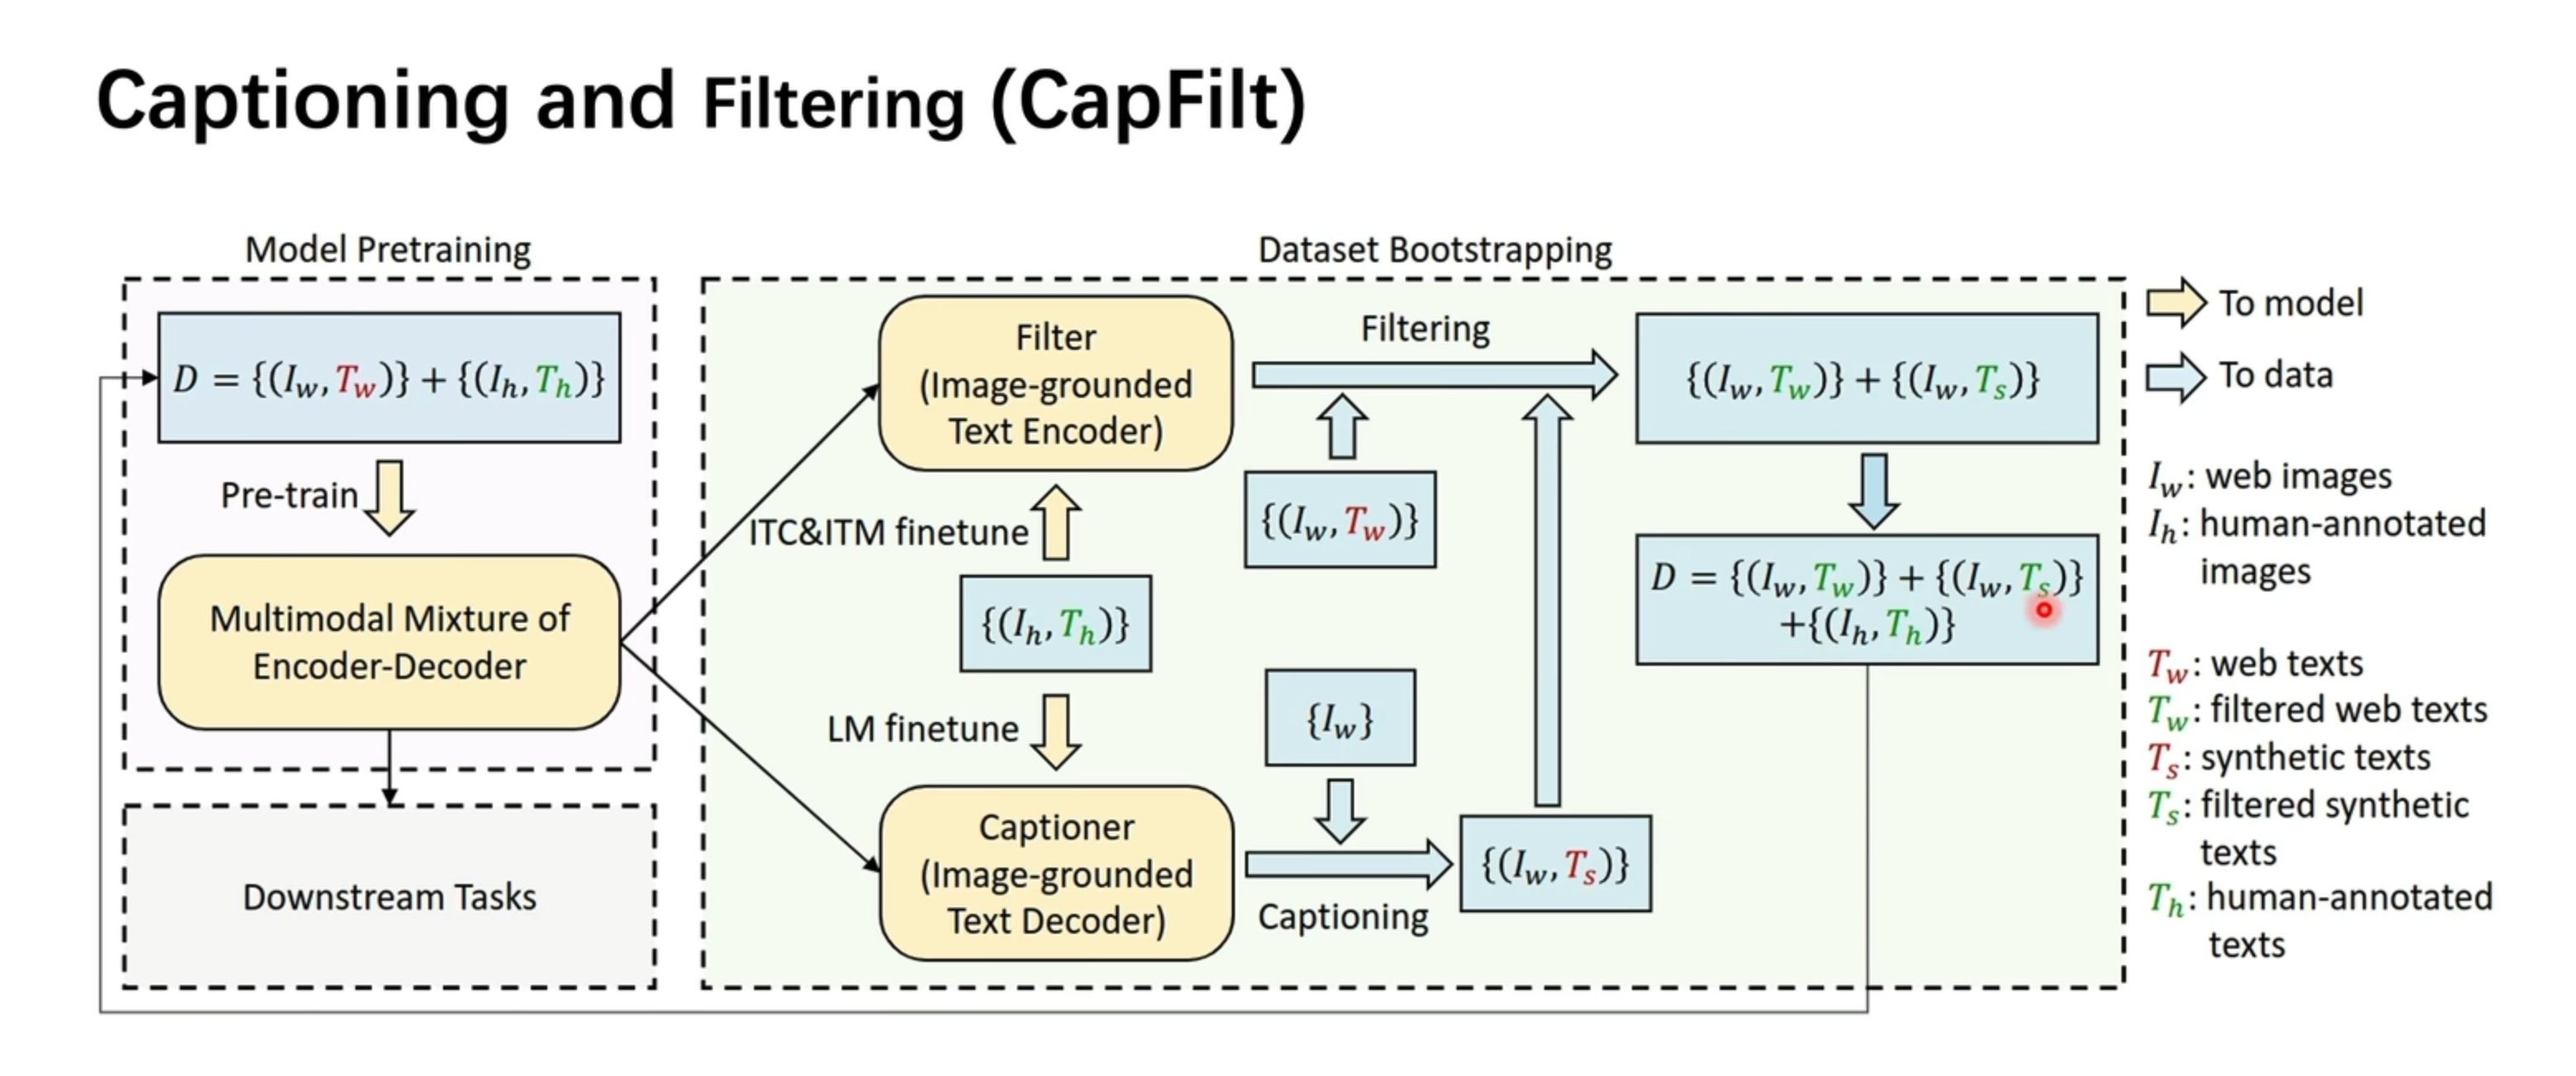 Captioning and Filtering (CapFilt)
Model Pretraining
D = {(I_w, T_w)} + {(I_h, T_h)}
Pre-train
Multimodal Mixture of
Encoder-Decoder
Downstream Tasks
Dataset Bootstrapping
Filter
(Image-grounded
Text Encoder)
Filtering
{(I_w, T_w)} + {(I_w, T_s)}
ITC&ITM finetune
{(I_w, T_w)}
{(I_h, T_h)}
D = {(I_w, T_w)} + {(I_w, T_s)}
+{(I_h, T_h)}
LM finetune
{I_w}
Captioner
(Image-grounded
Text Decoder)
Captioning
{(I_w, T_s)}
To model
To data
I_w: web images
I_h: human-annotated
images
T_w: web texts
T_w: filtered web texts
T_s: synthetic texts
T_s: filtered synthetic
texts
T_h: human-annotated
texts